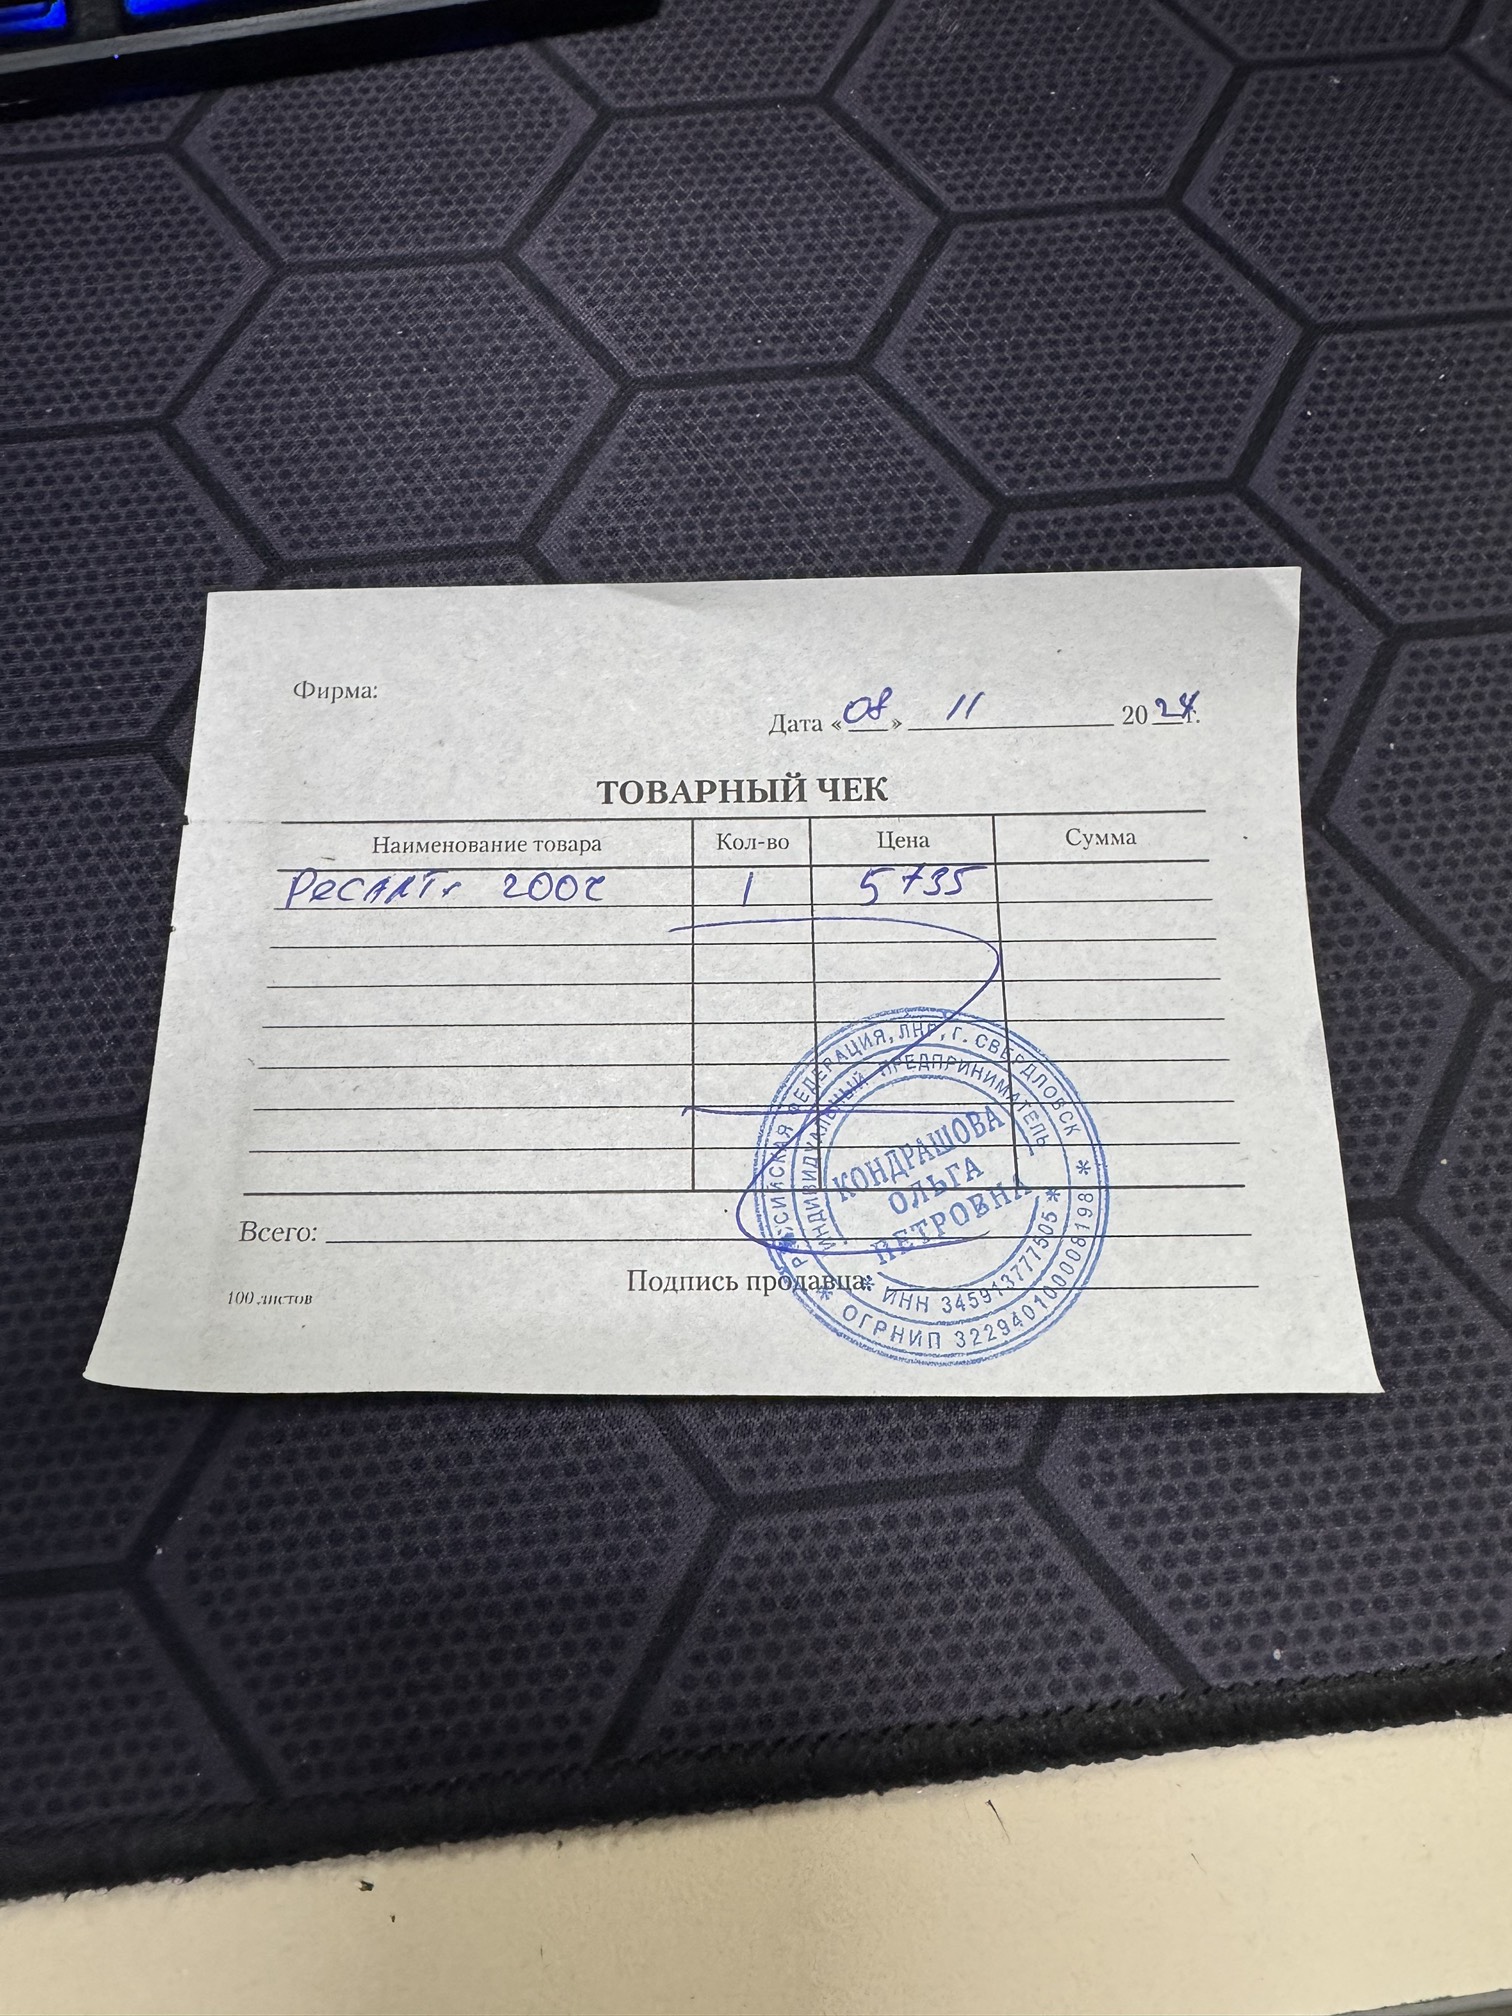 Фирма:
Дата «08» 11 2024г.
ТОВАРНЫЙ ЧЕК
Наименование товара Кол-во Цена Сумма
1 5735
Всего:
Подпись продавца:
100 листов
РОССИЙСКАЯ ФЕДЕРАЦИЯ, ЛНР, Г. СВЕРДЛОВСК
ИНДИВИДУАЛЬНЫЙ ПРЕДПРИНИМАТЕЛЬ
КОНДРАШОВА
ОЛЬГА
ПЕТРОВНА
* ИНН 345913777505 *
* ОГРНИП 322940100008198 *